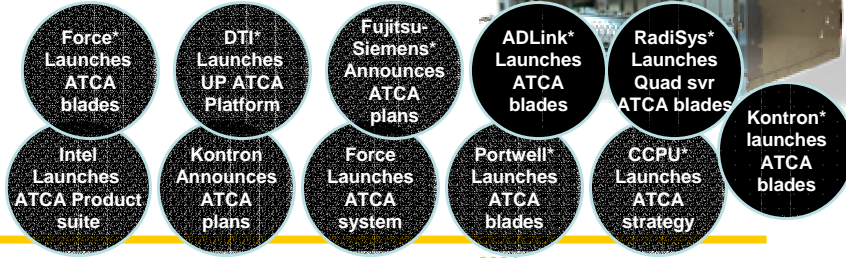 Force*
Launches
ATCA
blades
DTI*
Launches
UP ATCA
Platform
Fujitsu-
Siemens*
Announces
ATCA
plans
ADLink*
Launches
ATCA
blades
RadiSys*
Launches
Quad svr
ATCA blades
Kontron*
launches
ATCA
blades
Intel
Launches
ATCA Product
suite
Kontron
Announces
ATCA
plans
Force
Launches
ATCA
system
Portwell*
Launches
ATCA
blades
CCPU*
Launches
ATCA
strategy